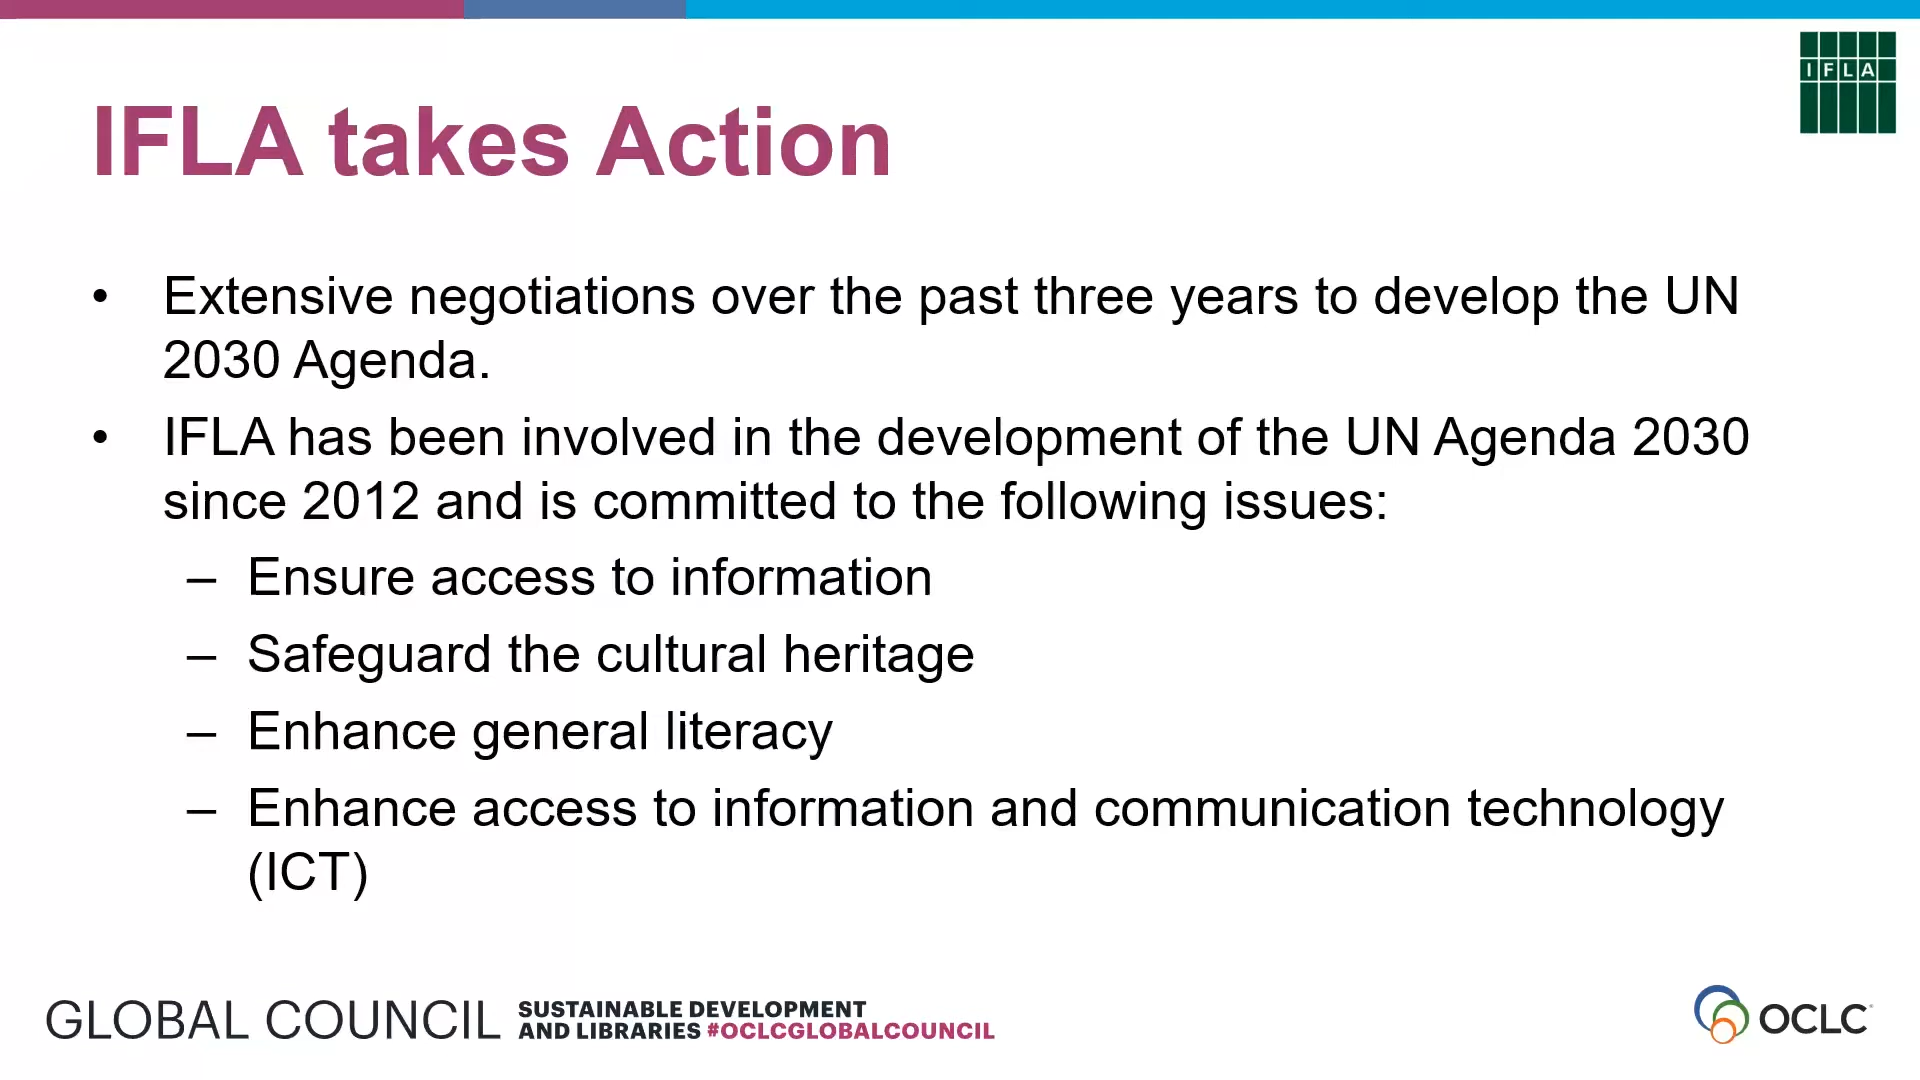 IFLA
IFLA takes Action
• Extensive negotiations over the past three years to develop the UN
2030 Agenda.
• IFLA has been involved in the development of the UN Agenda 2030
since 2012 and is committed to the following issues:
– Ensure access to information
– Safeguard the cultural heritage
– Enhance general literacy
– Enhance access to information and communication technology
(ICT)
GLOBAL COUNCIL
SUSTAINABLE DEVELOPMENT
AND LIBRARIES #OCLCGLOBALCOUNCIL
OCLC